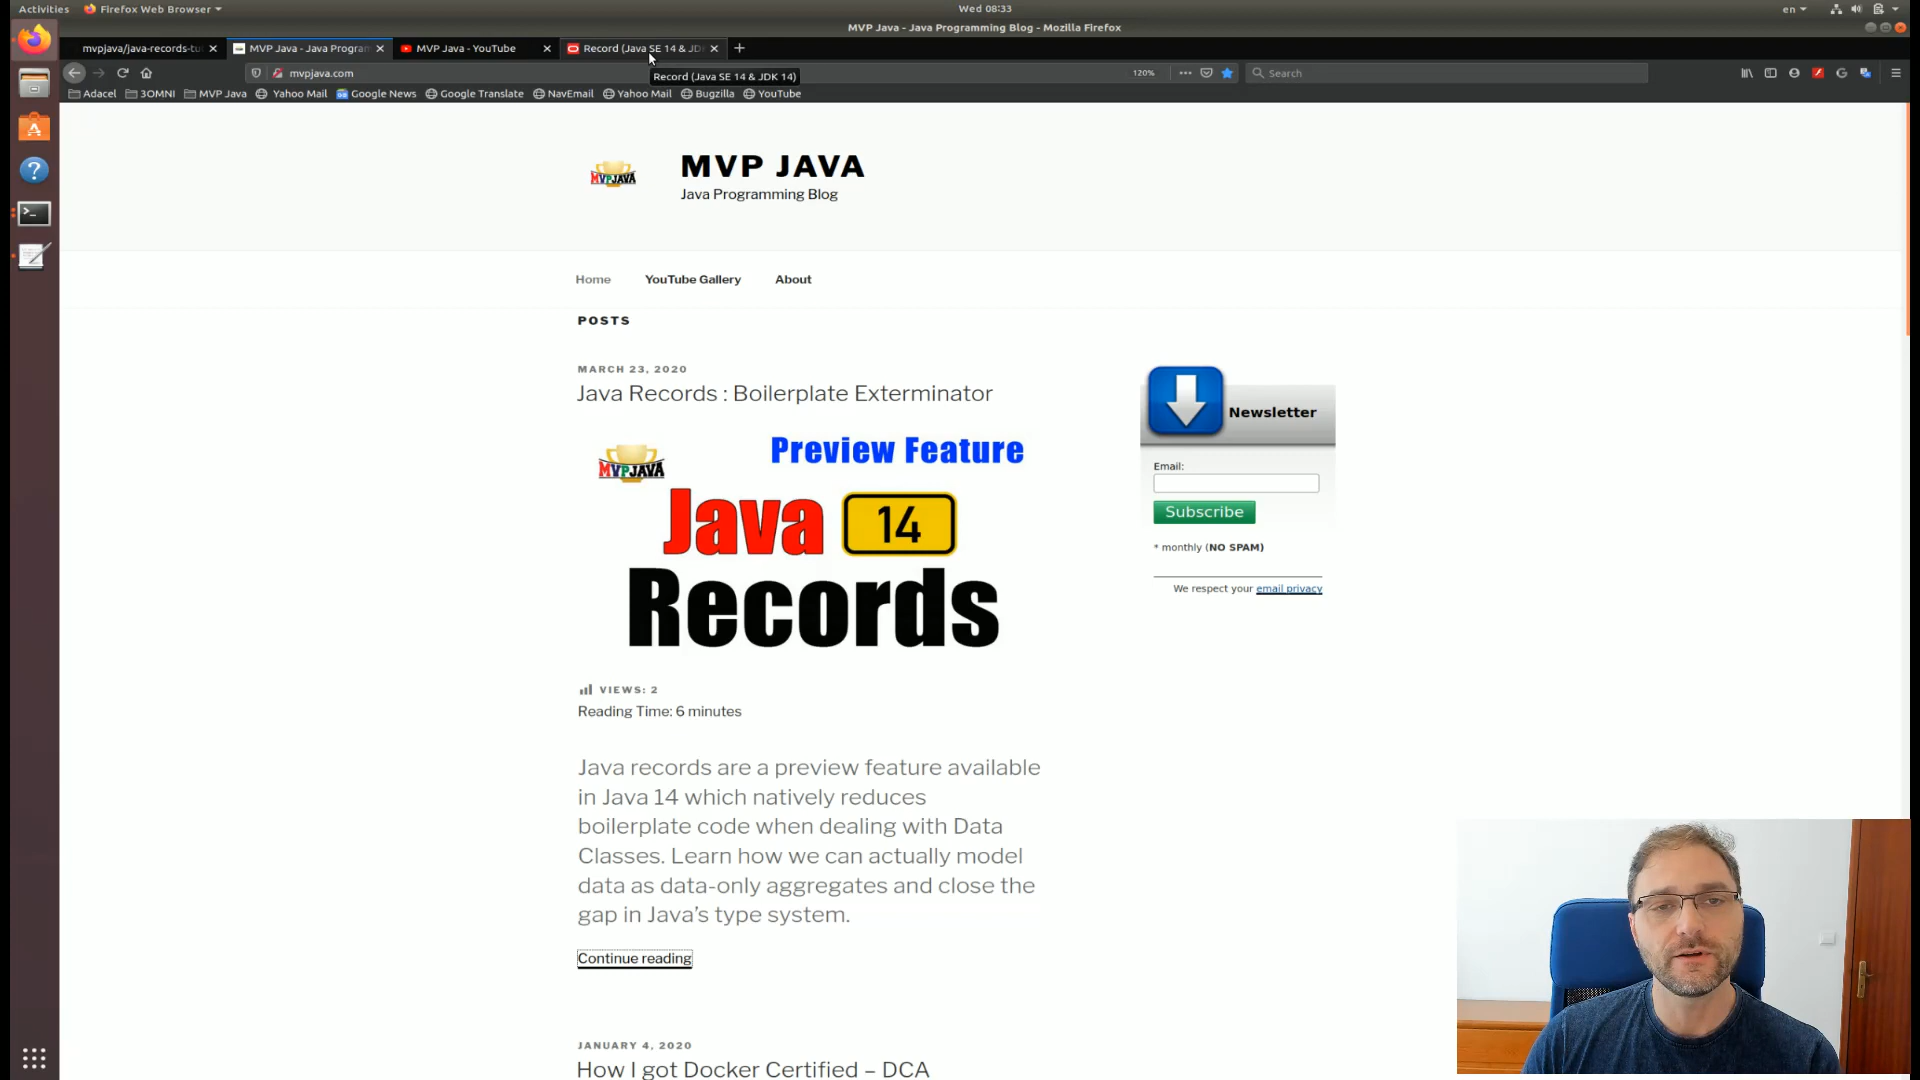 Activities
Firefox Web Browser
Wed 08:33
en
MVP Java - Java Programming Blog - Mozilla Firefox
mvpjava/java-records-tu
MVP Java - Java Program
MVP Java - YouTube
Record (Java SE 14 & JD
mvpjava.com
Record (Java SE 14 & JDK 14)
120%
Search
Adacel
3OMNI
MVP Java
Yahoo Mail
Google News
Google Translate
NavEmail
Yahoo Mail
Bugzilla
YouTube
MVPJAVA
MVP JAVA
Java Programming Blog
Home
YouTube Gallery
About
POSTS
MARCH 23, 2020
Java Records : Boilerplate Exterminator
MVPJAVA
Preview Feature
Java 14
Records
VIEWS: 2
Reading Time: 6 minutes
Java records are a preview feature available
in Java 14 which natively reduces
boilerplate code when dealing with Data
Classes. Learn how we can actually model
data as data-only aggregates and close the
gap in Java's type system.
Continue reading
JANUARY 4, 2020
How I got Docker Certified – DCA
Newsletter
Email:
Subscribe
* monthly (NO SPAM)
We respect your email privacy